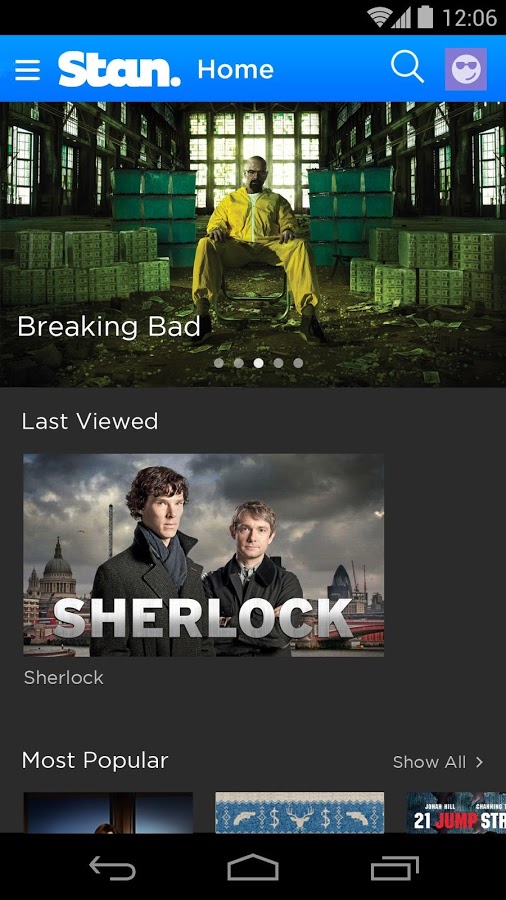 12:06
Stan. Home
Breaking Bad
Last Viewed
SHERLOCK
Sherlock
Most Popular
Show All
JONAH HILL CHANNING T
21 JUMP STR